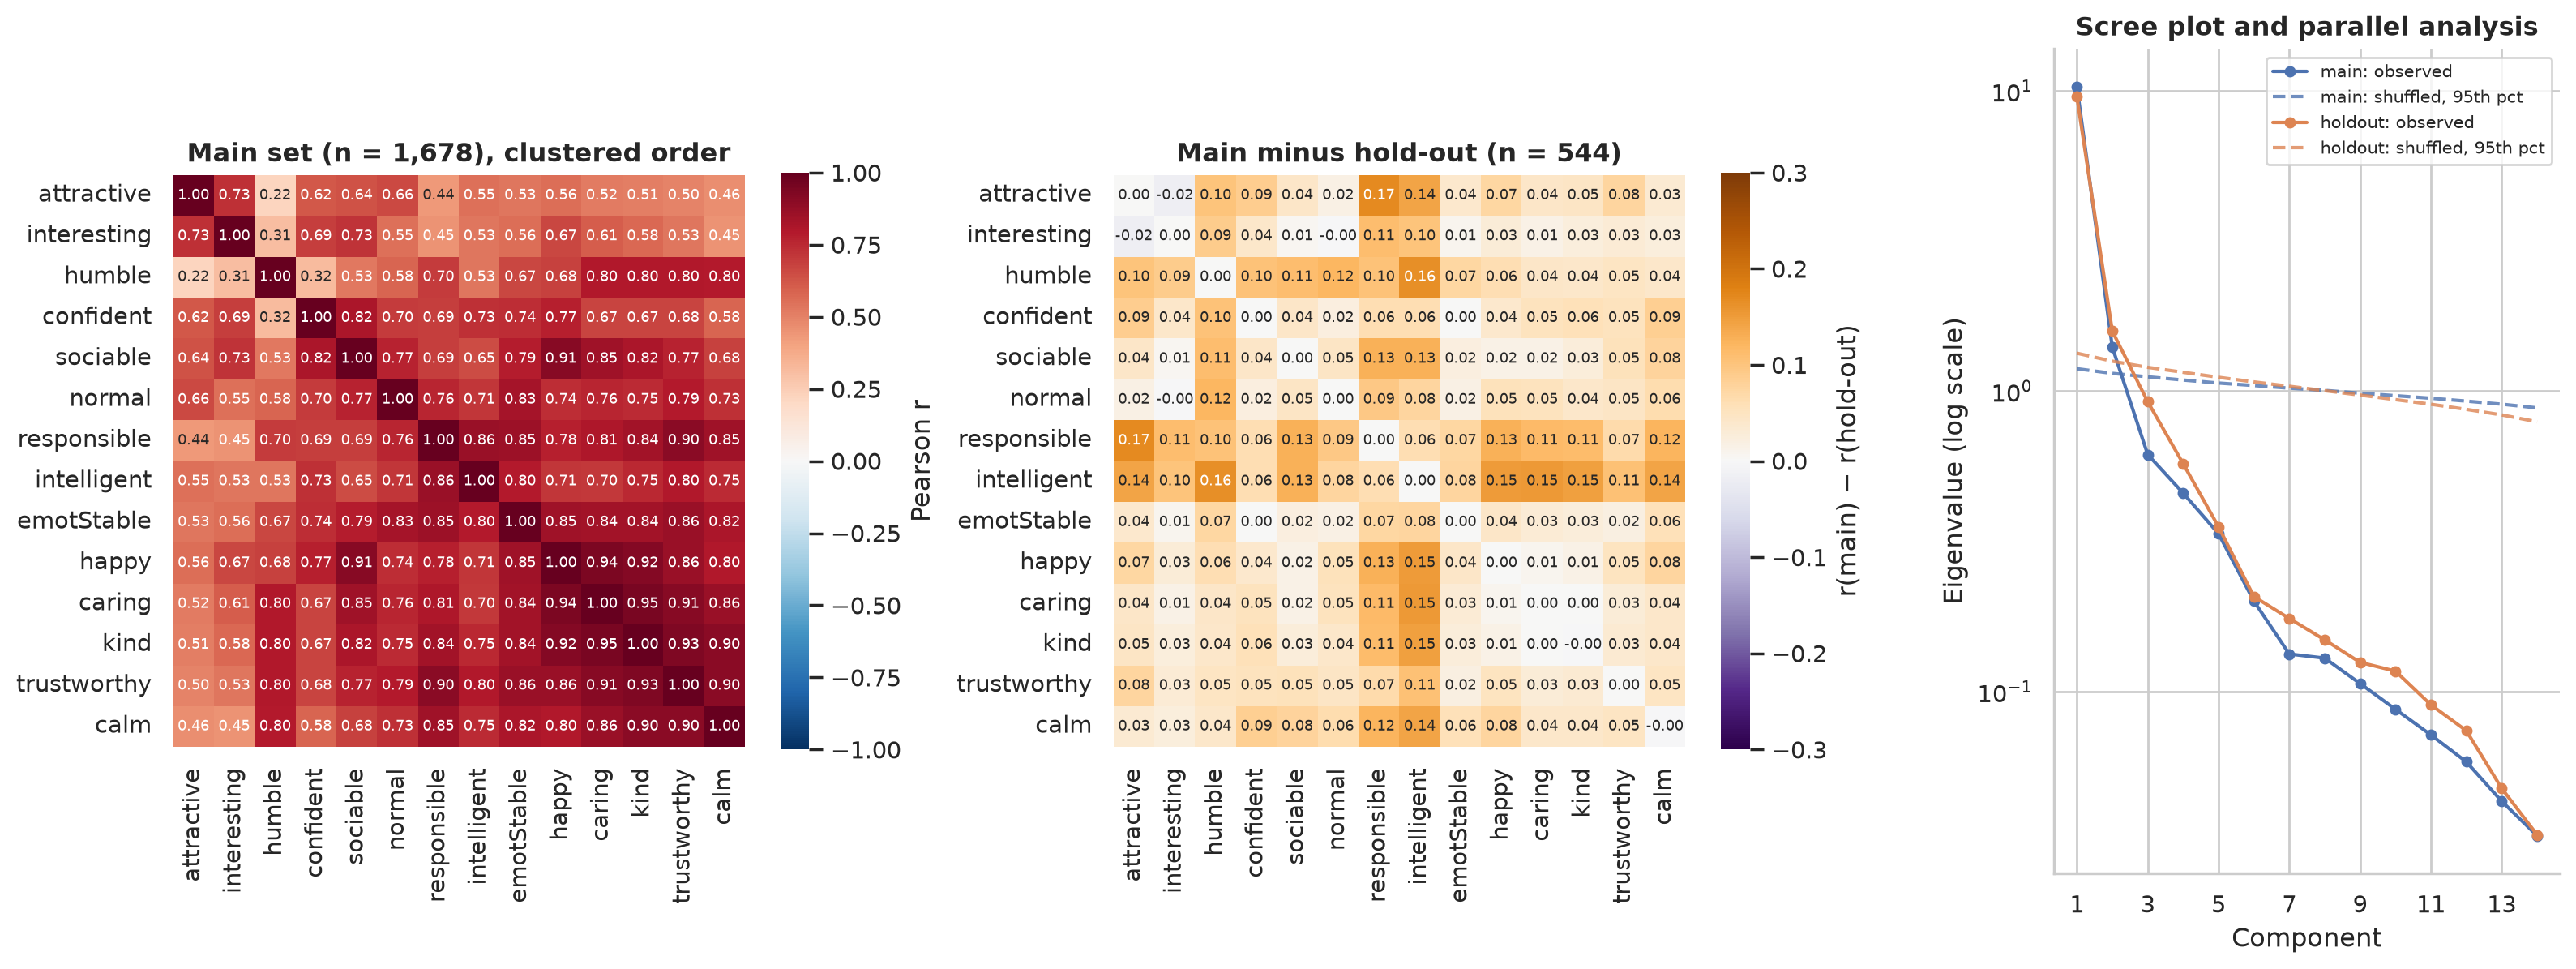 Main set (n = 1,678), clustered order
attractive 1.00 0.73 0.22 0.62 0.64 0.66 0.44 0.55 0.53 0.56 0.52 0.51 0.50 0.46
interesting 0.73 1.00 0.31 0.69 0.73 0.55 0.45 0.53 0.56 0.67 0.61 0.58 0.53 0.45
humble 0.22 0.31 1.00 0.32 0.53 0.58 0.70 0.53 0.67 0.68 0.80 0.80 0.80 0.80
confident 0.62 0.69 0.32 1.00 0.82 0.70 0.69 0.73 0.74 0.77 0.67 0.67 0.68 0.58
sociable 0.64 0.73 0.53 0.82 1.00 0.77 0.69 0.65 0.79 0.91 0.85 0.82 0.77 0.68
normal 0.66 0.55 0.58 0.70 0.77 1.00 0.76 0.71 0.83 0.74 0.76 0.75 0.79 0.73
responsible 0.44 0.45 0.70 0.69 0.69 0.76 1.00 0.86 0.85 0.78 0.81 0.84 0.90 0.85
intelligent 0.55 0.53 0.53 0.73 0.65 0.71 0.86 1.00 0.80 0.71 0.70 0.75 0.80 0.75
emotStable 0.53 0.56 0.67 0.74 0.79 0.83 0.85 0.80 1.00 0.85 0.84 0.84 0.86 0.82
happy 0.56 0.67 0.68 0.77 0.91 0.74 0.78 0.71 0.85 1.00 0.94 0.92 0.86 0.80
caring 0.52 0.61 0.80 0.67 0.85 0.76 0.81 0.70 0.84 0.94 1.00 0.95 0.91 0.86
kind 0.51 0.58 0.80 0.67 0.82 0.75 0.84 0.75 0.84 0.92 0.95 1.00 0.93 0.90
trustworthy 0.50 0.53 0.80 0.68 0.77 0.79 0.90 0.80 0.86 0.86 0.91 0.93 1.00 0.90
calm 0.46 0.45 0.80 0.58 0.68 0.73 0.85 0.75 0.82 0.80 0.86 0.90 0.90 1.00
attractive interesting humble confident sociable normal responsible intelligent emotStable happy caring kind trustworthy calm
1.00
0.75
0.50
0.25
0.00
−0.25
−0.50
−0.75
−1.00
Pearson r
Main minus hold-out (n = 544)
attractive 0.00 -0.02 0.10 0.09 0.04 0.02 0.17 0.14 0.04 0.07 0.04 0.05 0.08 0.03
interesting -0.02 0.00 0.09 0.04 0.01 -0.00 0.11 0.10 0.01 0.03 0.01 0.03 0.03 0.03
humble 0.10 0.09 0.00 0.10 0.11 0.12 0.10 0.16 0.07 0.06 0.04 0.04 0.05 0.04
confident 0.09 0.04 0.10 0.00 0.04 0.02 0.06 0.06 0.00 0.04 0.05 0.06 0.05 0.09
sociable 0.04 0.01 0.11 0.04 0.00 0.05 0.13 0.13 0.02 0.02 0.02 0.03 0.05 0.08
normal 0.02 -0.00 0.12 0.02 0.05 0.00 0.09 0.08 0.02 0.05 0.05 0.04 0.05 0.06
responsible 0.17 0.11 0.10 0.06 0.13 0.09 0.00 0.06 0.07 0.13 0.11 0.11 0.07 0.12
intelligent 0.14 0.10 0.16 0.06 0.13 0.08 0.06 0.00 0.08 0.15 0.15 0.15 0.11 0.14
emotStable 0.04 0.01 0.07 0.00 0.02 0.02 0.07 0.08 0.00 0.04 0.03 0.03 0.02 0.06
happy 0.07 0.03 0.06 0.04 0.02 0.05 0.13 0.15 0.04 0.00 0.01 0.01 0.05 0.08
caring 0.04 0.01 0.04 0.05 0.02 0.05 0.11 0.15 0.03 0.01 0.00 0.00 0.03 0.04
kind 0.05 0.03 0.04 0.06 0.03 0.04 0.11 0.15 0.03 0.01 0.00 -0.00 0.03 0.04
trustworthy 0.08 0.03 0.05 0.05 0.05 0.05 0.07 0.11 0.02 0.05 0.03 0.03 0.00 0.05
calm 0.03 0.03 0.04 0.09 0.08 0.06 0.12 0.14 0.06 0.08 0.04 0.04 0.05 -0.00
attractive interesting humble confident sociable normal responsible intelligent emotStable happy caring kind trustworthy calm
0.3
0.2
0.1
0.0
−0.1
−0.2
−0.3
r(main) − r(hold-out)
Scree plot and parallel analysis
main: observed
main: shuffled, 95th pct
holdout: observed
holdout: shuffled, 95th pct
10¹
10⁰
10⁻¹
Eigenvalue (log scale)
1 3 5 7 9 11 13
Component